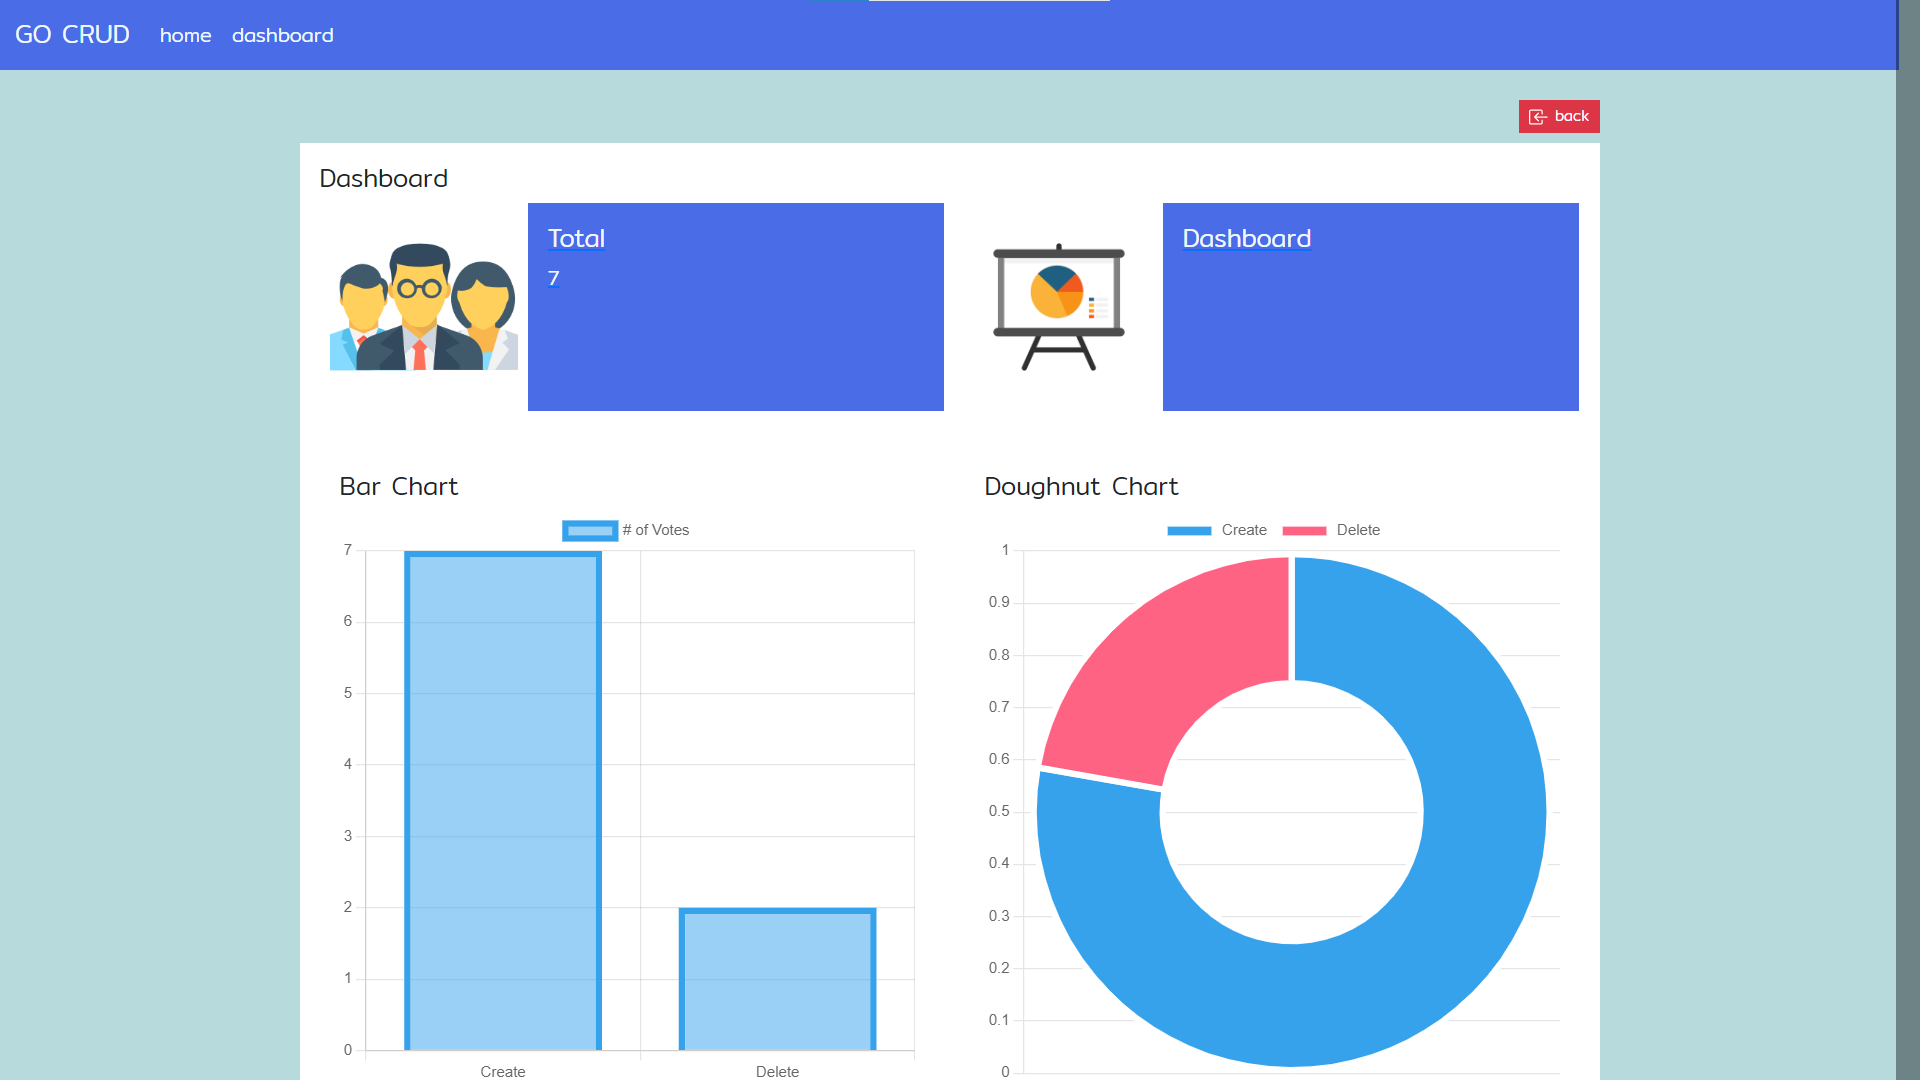 GO CRUD home dashboard
back
Dashboard
Total
7
Dashboard
Bar Chart
# of Votes
7
6
5
4
3
2
1
0
Create Delete
Doughnut Chart
Create Delete
1
0.9
0.8
0.7
0.6
0.5
0.4
0.3
0.2
0.1
0